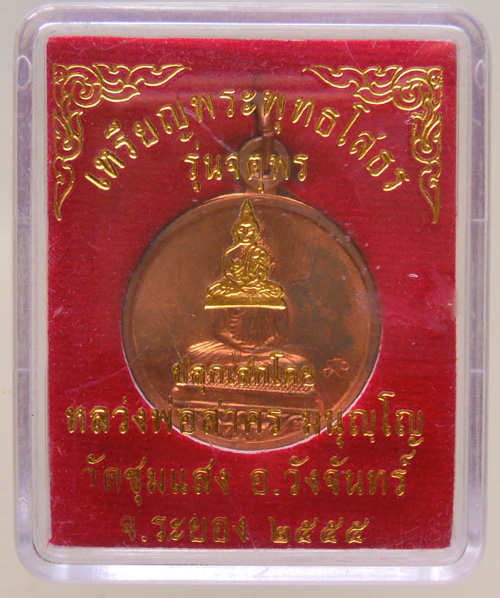 เหรียญพระพุทธโสธร
รุ่นจตุพร
ปลุกเสกโดย
หลวงพ่อสาคร มนุญฺโญ
วัดชุมแสง อ.วังจันทร์
จ.ระยอง ๒๕๕๕